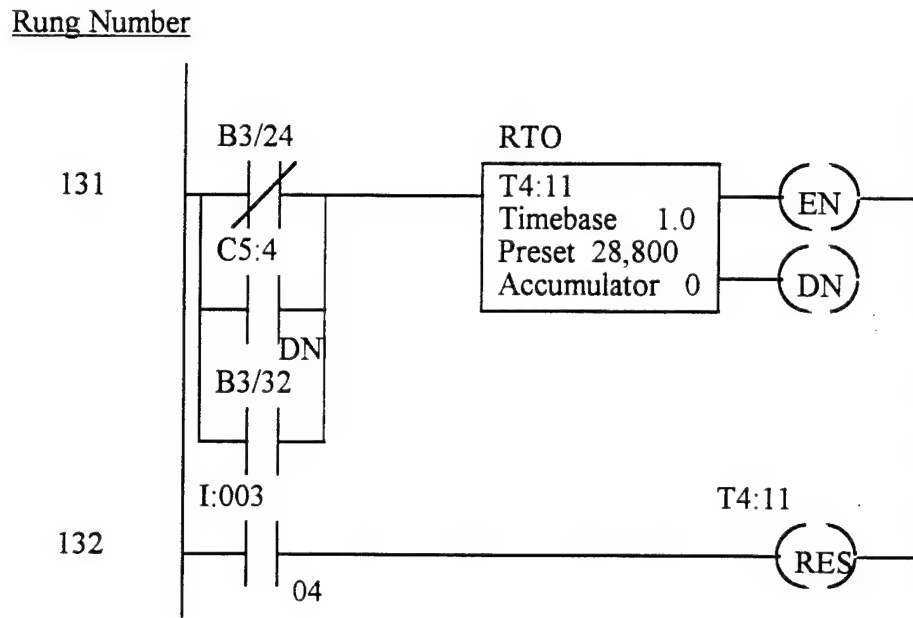 Rung Number
B3/24
RTO
131
T4:11
Timebase 1.0
Preset 28,800
Accumulator 0
EN
DN
C5:4
DN
B3/32
I:003
T4:11
132
RES
04